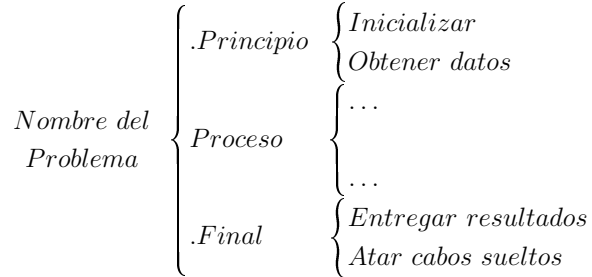 Nombre del
Problema
.Principio
Inicializar
Obtener datos
Proceso
...
...
.Final
Entregar resultados
Atar cabos sueltos